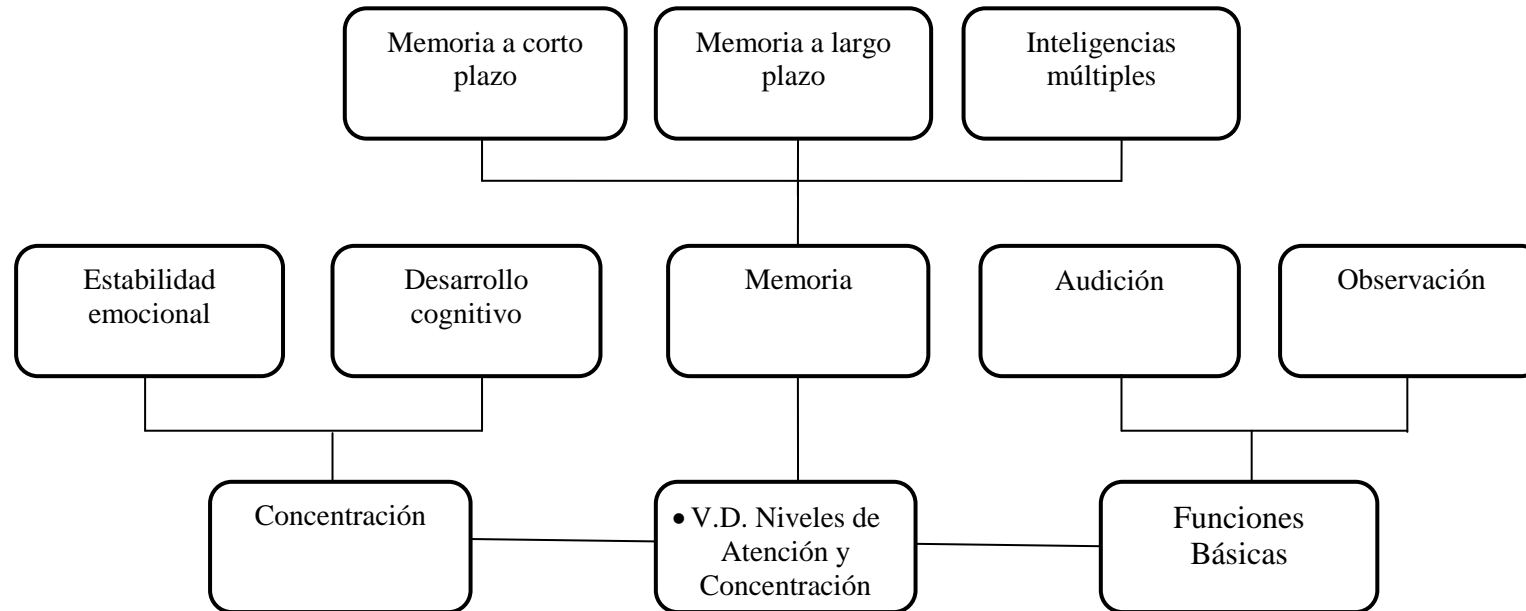 Memoria a corto
plazo
Memoria a largo
plazo
Inteligencias
múltiples
Estabilidad
emocional
Desarrollo
cognitivo
Memoria
Audición
Observación
Concentración
• V.D. Niveles de
Atención y
Concentración
Funciones
Básicas